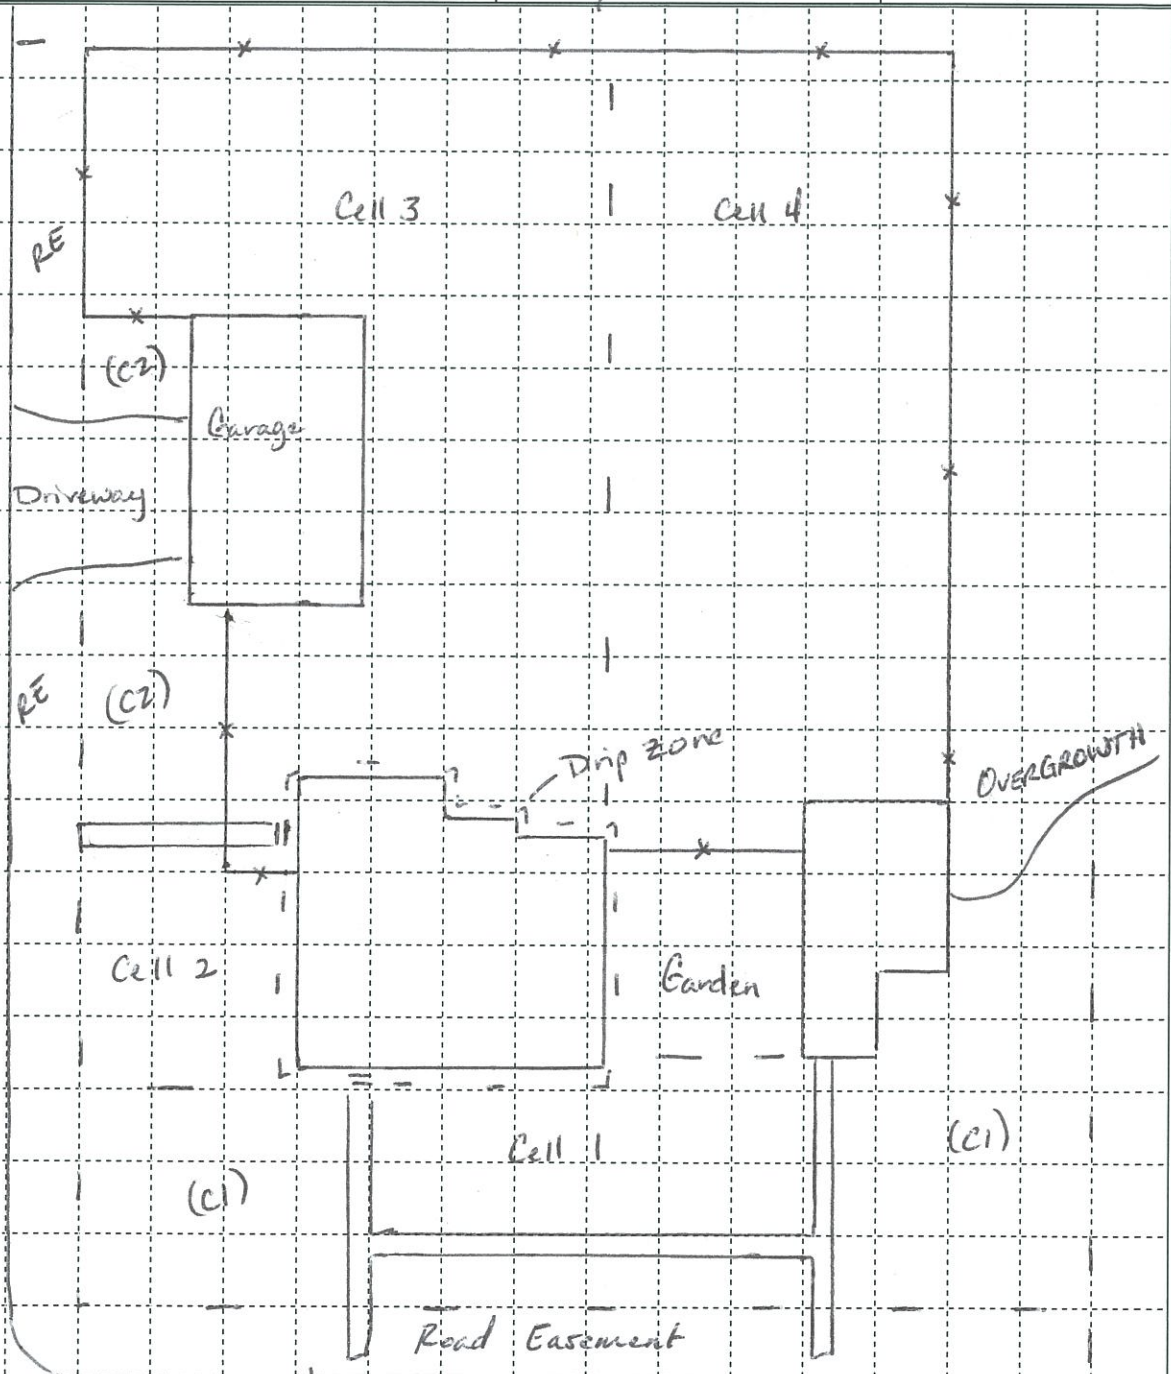 Cell 3
Cell 4
RE
(C2)
Garage
Driveway
RE
(C2)
Drip Zone
OVERGROWTH
Cell 2
Garden
Cell 1
(C1)
(C1)
Road Easement